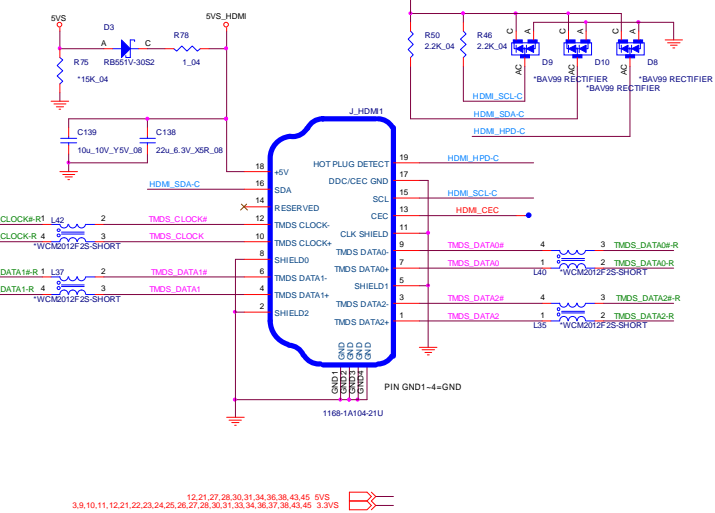 5VS
D3
R78
5VS_HDMI
A
C
RB551V-30S2
1_04
R75
*15K_04
R50
2.2K_04
R46
2.2K_04
C
A
C
A
C
A
AC
AC
AC
D9
D10
D8
*BAV99 RECTIFIER
*BAV99 RECTIFIER
*BAV99 RECTIFIER
HDMI_SCL-C
HDMI_SDA-C
HDMI_HPD-C
C139
10u_10V_Y5V_08
C138
22u_6.3V_X5R_08
J_HDMI1
18 +5V
HDMI_SDA-C 16 SDA
14 RESERVED
CLOCK#-R 1 L42 2 TMDS_CLOCK# 12 TMDS CLOCK-
CLOCK-R 4 3 TMDS_CLOCK 10 TMDS CLOCK+
*WCM2012F2S-SHORT
8 SHIELD0
DATA1#-R 1 L37 2 TMDS_DATA1# 6 TMDS DATA1-
DATA1-R 4 3 TMDS_DATA1 4 TMDS DATA1+
*WCM2012F2S-SHORT
2 SHIELD2
HOT PLUG DETECT 19 HDMI_HPD-C
DDC/CEC GND 17
SCL 15 HDMI_SCL-C
CEC 13 HDMI_CEC
CLK SHIELD 11
TMDS DATA0- 9 TMDS_DATA0# 4 3 TMDS_DATA0#-R
TMDS DATA0+ 7 TMDS_DATA0 1 2 TMDS_DATA0-R
L40 *WCM2012F2S-SHORT
SHIELD1 5
TMDS DATA2- 3 TMDS_DATA2# 4 3 TMDS_DATA2#-R
TMDS DATA2+ 1 TMDS_DATA2 1 2 TMDS_DATA2-R
L35 *WCM2012F2S-SHORT
GND GND GND GND
GND1 GND2 GND3 GND4
PIN GND1~4=GND
1168-1A104-21U
12,21,27,28,30,31,34,36,38,43,45 5VS
3,9,10,11,12,21,22,23,24,25,26,27,28,30,31,33,34,36,37,38,43,45 3.3VS